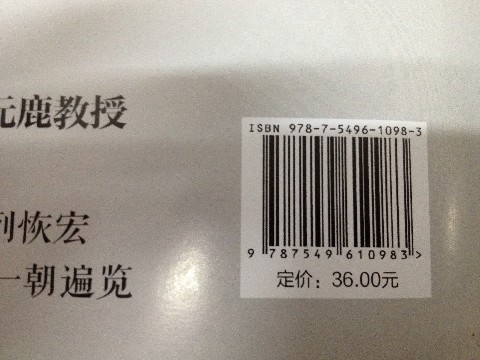 元鹿教授
ISBN 978-7-5496-1098-3
列恢宏
一朝遍览
9 787549 610983 >
定价：36.00元